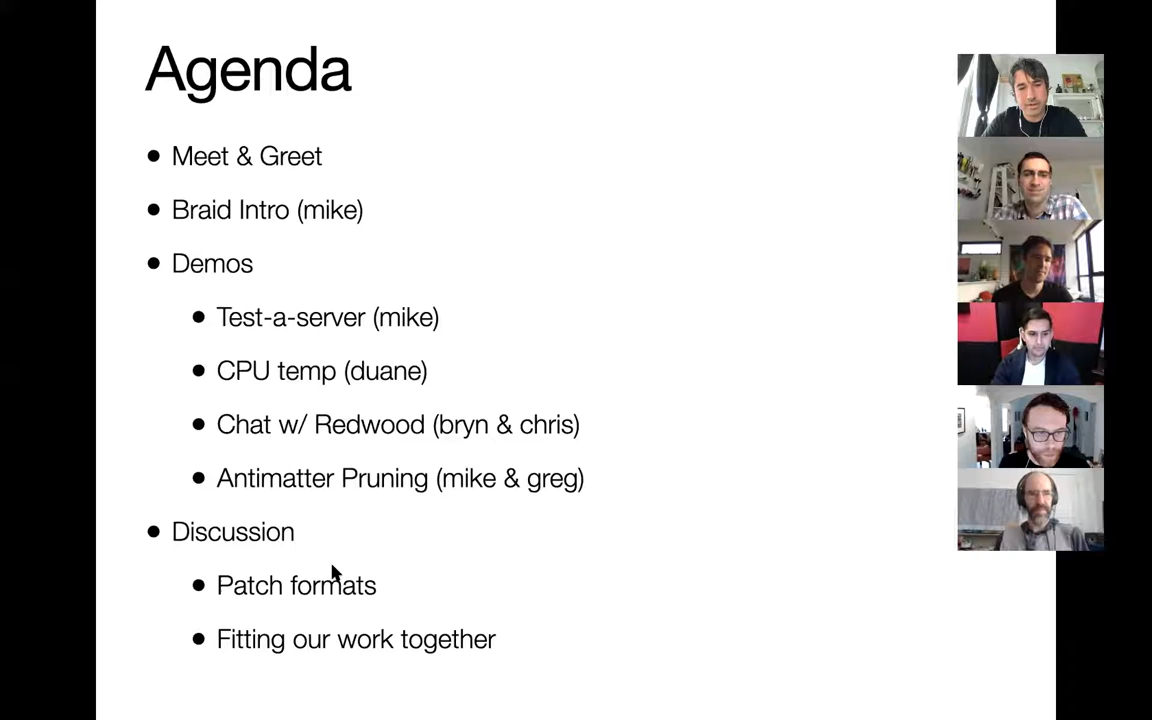 Agenda
• Meet & Greet
• Braid Intro (mike)
• Demos
• Test-a-server (mike)
• CPU temp (duane)
• Chat w/ Redwood (bryn & chris)
• Antimatter Pruning (mike & greg)
• Discussion
• Patch formats
• Fitting our work together